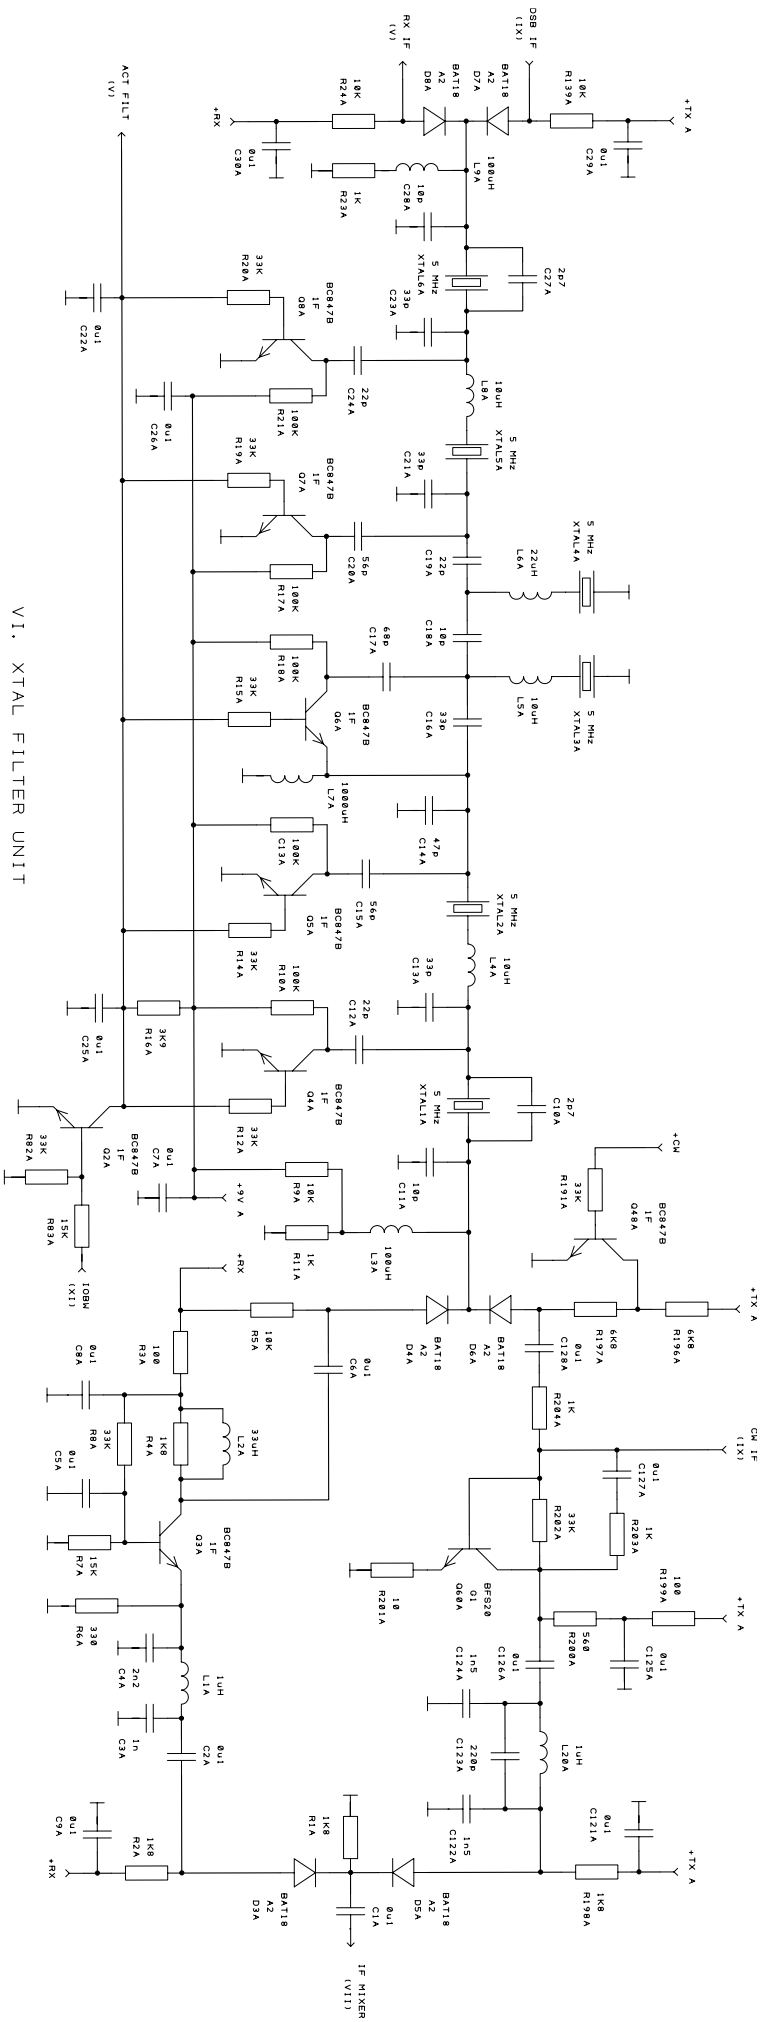 +TX A
10K
R139A
0u1
C29A
DSB IF
(IX)
BAT18
A2
D7A
RX IF
(V)
BAT18
A2
D8A
10K
R24A
+RX
0u1
C30A
ACT FILT
(V)
100uH
L9A
1K
R23A
10p
C28A
2p7
C27A
5 MHz
XTAL6A
33p
C23A
BC847B
1F
Q8A
33K
R20A
0u1
C22A
22p
C24A
100K
R21A
0u1
C26A
10uH
L8A
5 MHz
XTAL5A
33p
C21A
BC847B
1F
Q7A
33K
R19A
56p
C20A
100K
R17A
22p
C19A
5 MHz
XTAL4A
22uH
L6A
10p
C18A
5 MHz
XTAL3A
10uH
L5A
68p
C17A
33p
C16A
100K
R18A
33K
R15A
BC847B
1F
Q6A
1000uH
L7A
47p
C14A
100K
C13A
56p
C15A
BC847B
1F
Q5A
33K
R14A
5 MHz
XTAL2A
10uH
L4A
33p
C13A
100K
R10A
22p
C12A
BC847B
1F
Q4A
33K
R12A
3K9
R16A
0u1
C25A
BC847B
1F
Q2A
33K
R82A
15K
R83A
IOBW
(XI)
0u1
C7A
+9V A
2p7
C10A
5 MHz
XTAL1A
10p
C11A
10K
R9A
1K
R11A
100uH
L3A
+CW
33K
R191A
BC847B
1F
Q48A
+TX A
6K8
R196A
6K8
R197A
BAT18
A2
D6A
BAT18
A2
D4A
0u1
C128A
1K
R204A
CW IF
(IX)
0u1
C127A
1K
R203A
33K
R202A
BFS20
G1
Q60A
10
R201A
+TX A
100
R199A
560
R200A
0u1
C125A
0u1
C126A
1n5
C124A
220p
C123A
1uH
L20A
1n5
C122A
0u1
C121A
+TX A
1K8
R198A
+RX
10K
R5A
0u1
C6A
100
R3A
0u1
C8A
33K
R8A
1K8
R4A
33uH
L2A
0u1
C5A
15K
R7A
BC847B
1F
Q3A
330
R6A
2n2
C4A
1uH
L1A
1n
C3A
0u1
C2A
0u1
C9A
1K8
R2A
+RX
1K8
R1A
BAT18
A2
D3A
BAT18
A2
D5A
0u1
C1A
IF MIXER
(VII)
VI. XTAL FILTER UNIT